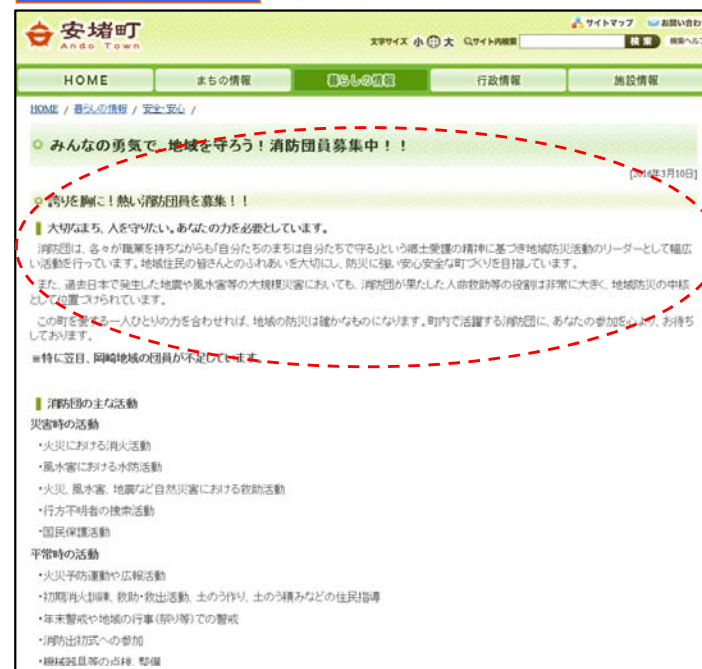 安堵町
Ando Town
サイトマップ お問い合わ
文字サイズ 小 中 大 サイト内検索 検索 検索ヘルプ
HOME まちの情報 暮らしの情報 行政情報 施設情報
HOME / 暮らしの情報 / 安全・安心 /
みんなの勇気で、地域を守ろう！消防団員募集中！！
[2016年3月10日]
誇りを胸に！熱い消防団員を募集！！
大切なまち、人を守りたい。あなたの力を必要としています。
消防団は、各々が職業を持ちながらも「自分たちのまちは自分たちで守る」という郷土愛護の精神に基づき地域防災活動のリーダーとして幅広
い活動を行っています。地域住民の皆さんとのふれあいを大切にし、防災に強い安心安全な町づくりを目指しています。
また、過去日本で発生した地震や風水害等の大規模災害においても、消防団が果たした人命救助等の役割は非常に大きく、地域防災の中核
として位置づけられています。
この町を愛する一人ひとりの力を合わせれば、地域の防災は確かなものになります。町内で活躍する消防団に、あなたの参加を心より、お待ち
しております。
※特に笠目、岡崎地域の団員が不足しています。
消防団の主な活動
災害時の活動
・火災における消火活動
・風水害における水防活動
・火災、風水害、地震など自然災害における救助活動
・行方不明者の捜索活動
・国民保護活動
平常時の活動
・火災予防運動や広報活動
・初期消火訓練、救助・救出活動、土のう作り、土のう積みなどの住民指導
・年末警戒や地域の行事(祭り等)での警戒
・消防出初式への参加
・機械器具等の点検、整備